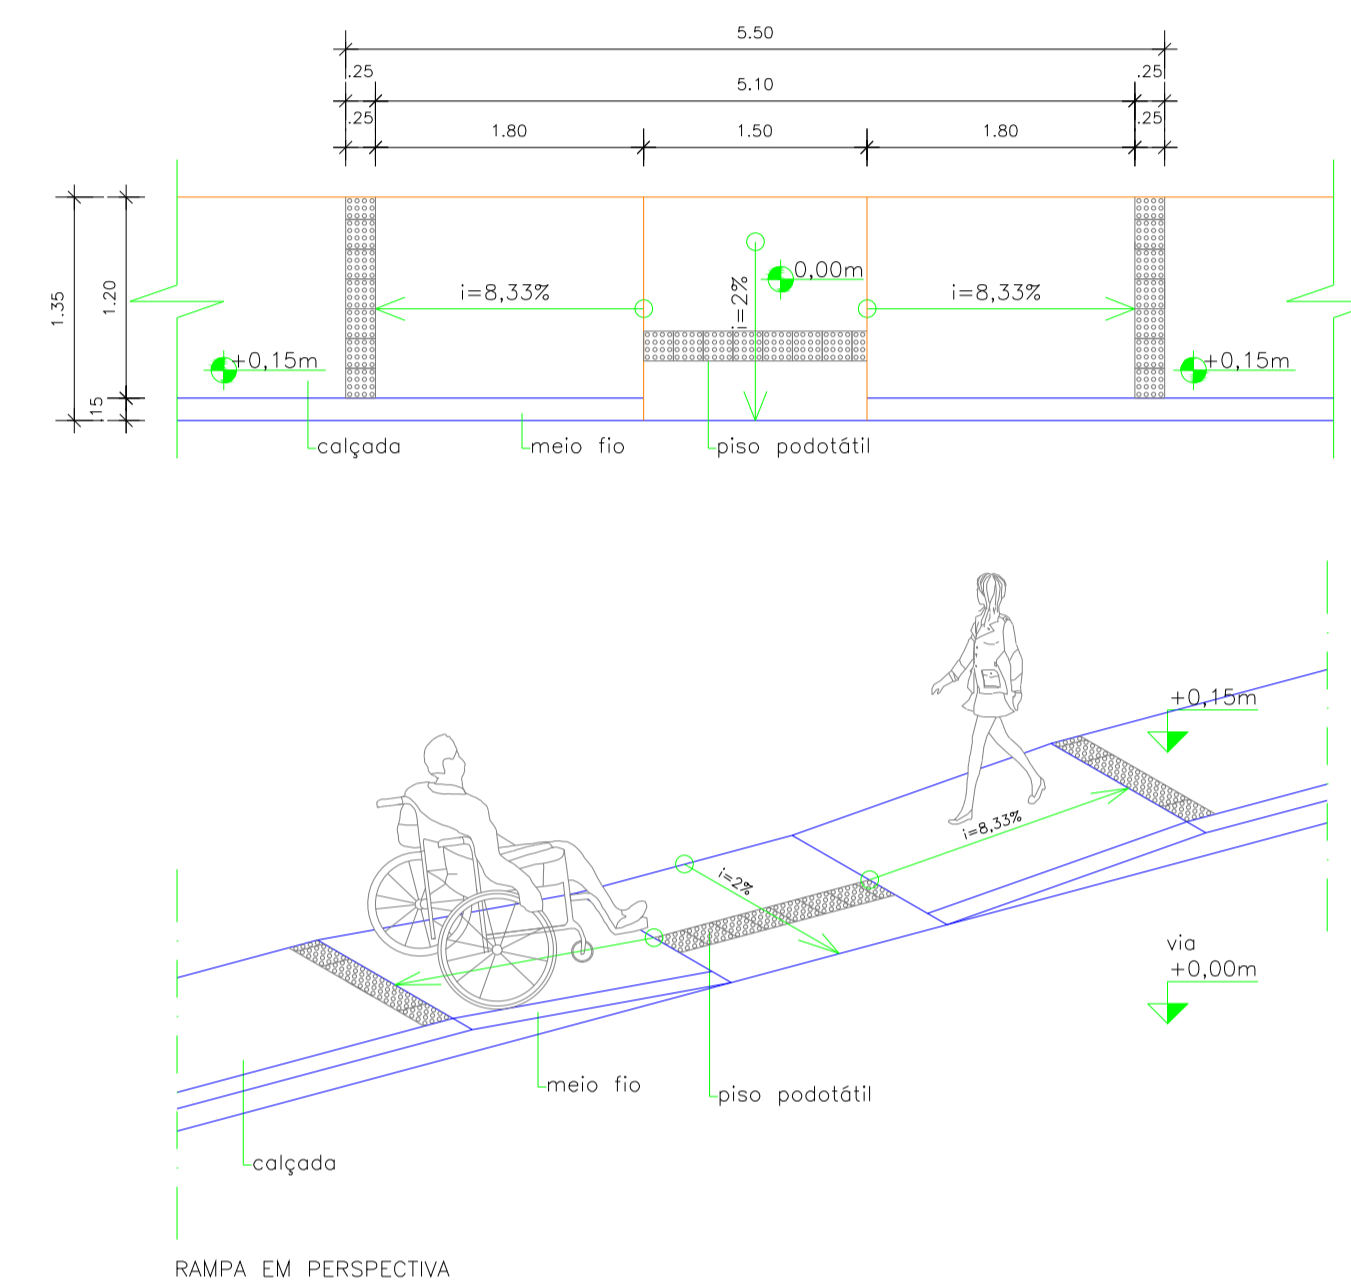 5.50
.25
5.10
.25
.25
1.80
1.50
1.80
.25
1.35
1.20
.15
i=8,33%
i=2%
0,00m
i=8,33%
+0,15m
+0,15m
calçada
meio fio
piso podotátil
+0,15m
i=8,33%
i=2%
via
+0,00m
meio fio
piso podotátil
calçada
RAMPA EM PERSPECTIVA